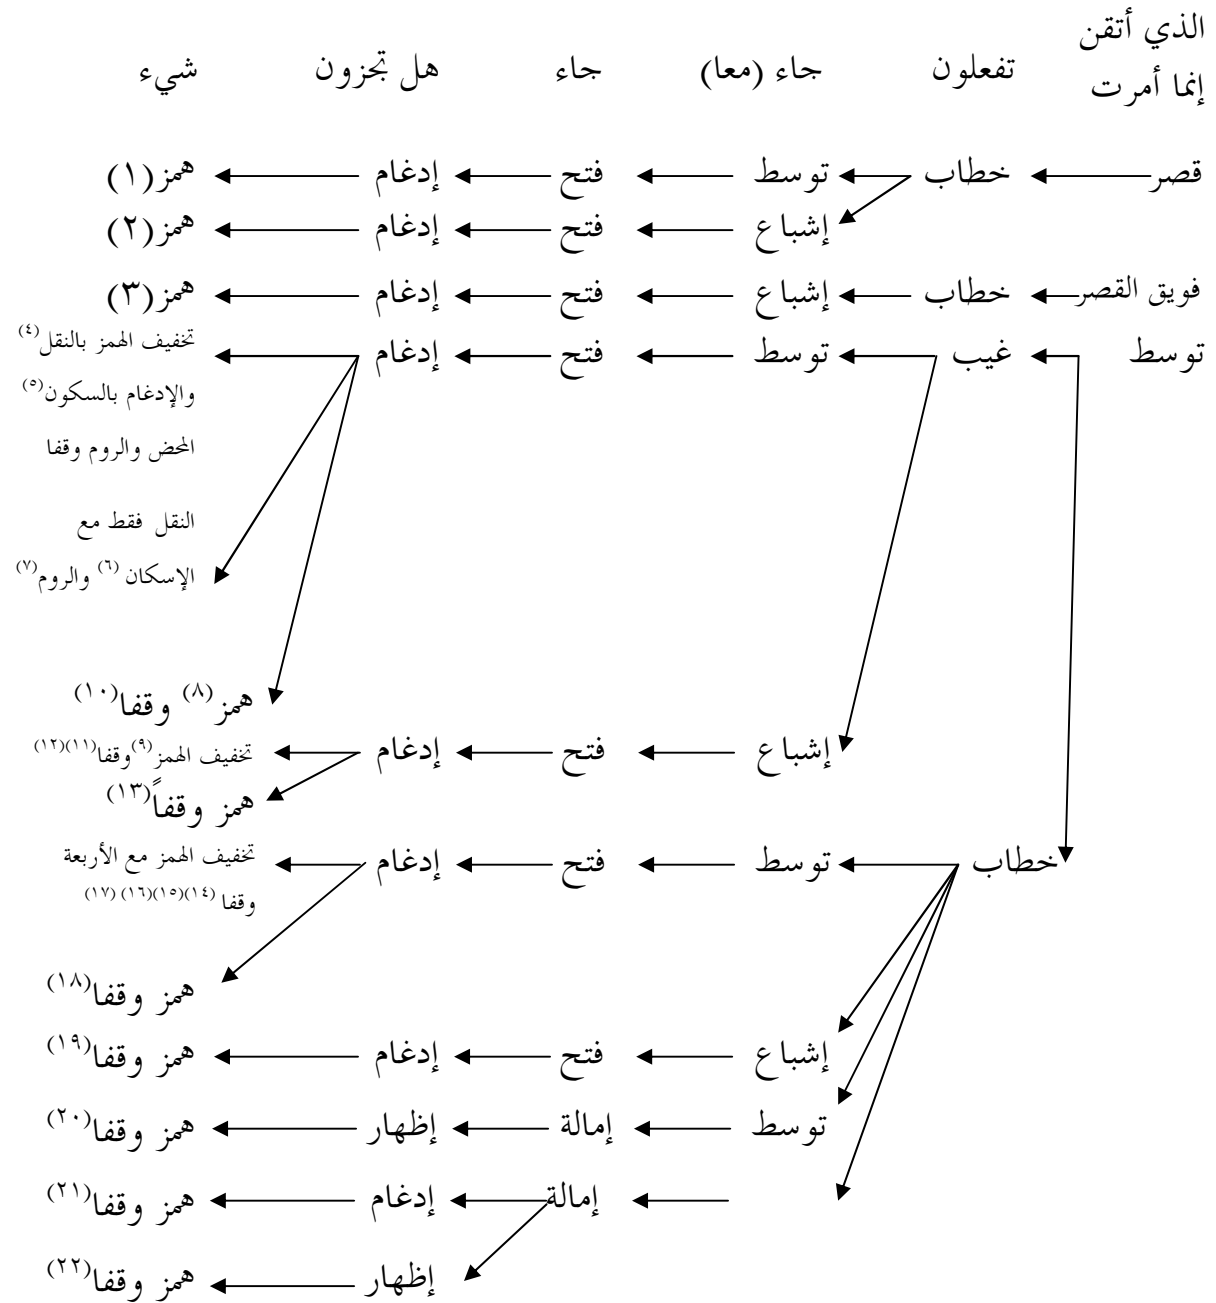 الذي أتقن
إنما أمرت
تفعلون
جاء (معا)
جاء
هل تجزون
شيء
قصر خطاب توسط فتح إدغام همز(١)
إشباع فتح إدغام همز(٢)
فويق القصر خطاب إشباع فتح إدغام همز(٣)
توسط غيب توسط فتح إدغام تخفيف الهمز بالنقل(٤)
والإدغام بالسكون(٥)
المحض والروم وقفا
النقل فقط مع
الإسكان(٦) والروم(٧)
همز(٨) وقفا(١٠)
إشباع فتح إدغام تخفيف الهمز(٩)وقفا(١١)(١٢)
همز وقفاً(١٣)
خطاب توسط فتح إدغام تخفيف الهمز مع الأربعة
وقفا(١٤)(١٥)(١٦)(١٧)
همز وقفا(١٨)
إشباع فتح إدغام همز وقفا(١٩)
توسط إمالة إظهار همز وقفا(٢٠)
إمالة إدغام همز وقفا(٢١)
إظهار همز وقفا(٢٢)